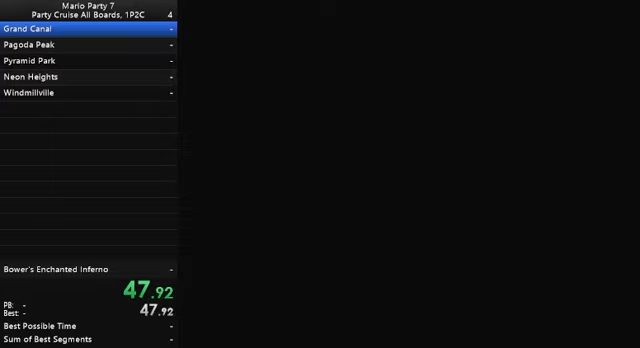 Mario Party 7
Party Cruise All Boards, 1P2C 4
Grand Canal -
Pagoda Peak -
Pyramid Park -
Neon Heights -
Windmillville -
Bower's Enchanted Inferno -
47.92
PB: -
Best: - 47.92
Best Possible Time -
Sum of Best Segments -